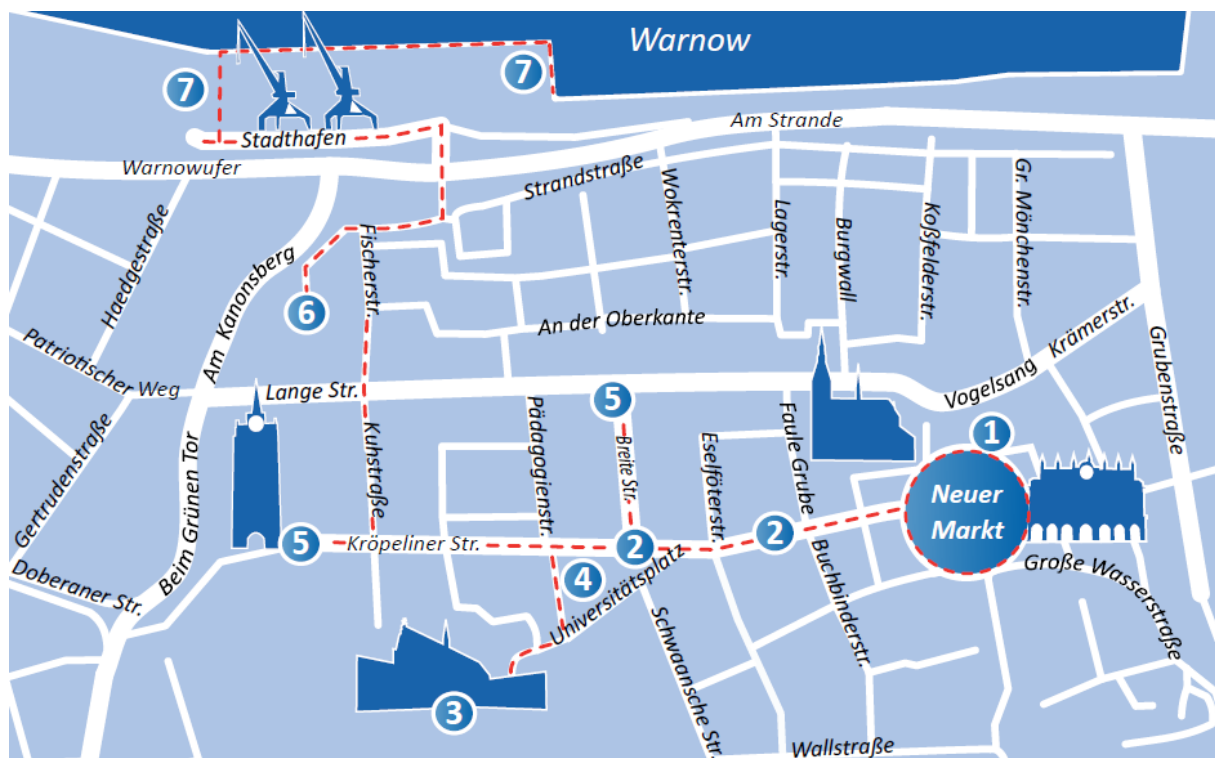 Warnow
7
7
Am Strande
Stadthafen
Warnowufer
Strandstraße
Wokrenterstr.
Lagerstr.
Burgwall
Koßfelderstr.
Gr. Mönchenstr.
Haedgestraße
Am Kanonsberg
Fischerstr.
6
An der Oberkante
Krämerstr.
Vogelsang
Grubenstraße
Patriotischer Weg
Lange Str.
5
Gertrudenstraße
Beim Grünen Tor
Kuhstraße
Pädagogienstr.
Breite Str.
Eselföterstr.
Faule Grube
1
Neuer
Markt
5
Kröpeliner Str.
2
2
4
Universitätsplatz
Buchbinderstr.
Große Wasserstraße
Doberaner Str.
Schwaansche Str.
3
Wallstraße